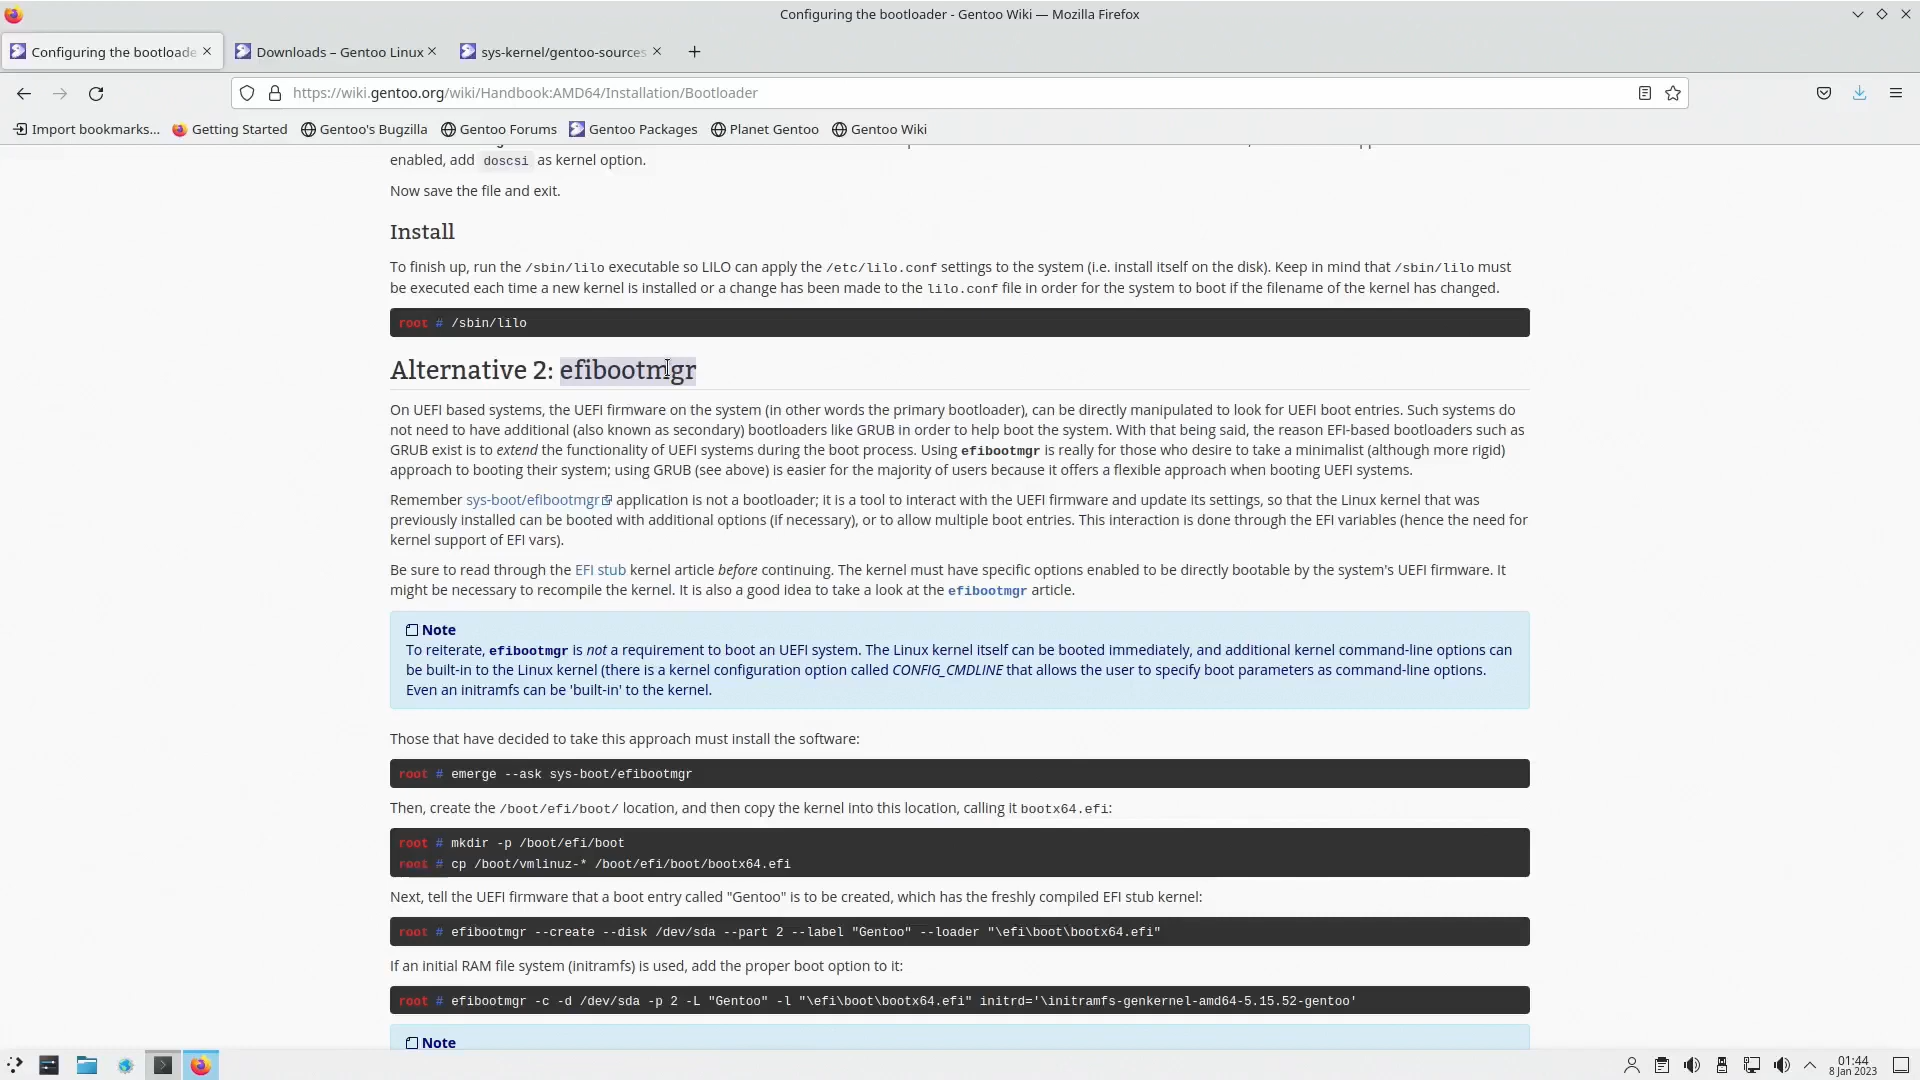 Configuring the bootloader - Gentoo Wiki — Mozilla Firefox
Configuring the bootloade
Downloads – Gentoo Linux
sys-kernel/gentoo-sources
https://wiki.gentoo.org/wiki/Handbook:AMD64/Installation/Bootloader
Import bookmarks... Getting Started Gentoo's Bugzilla Gentoo Forums Gentoo Packages Planet Gentoo Gentoo Wiki
enabled, add doscsi as kernel option.
Now save the file and exit.
Install
To finish up, run the /sbin/lilo executable so LILO can apply the /etc/lilo.conf settings to the system (i.e. install itself on the disk). Keep in mind that /sbin/lilo must
be executed each time a new kernel is installed or a change has been made to the lilo.conf file in order for the system to boot if the filename of the kernel has changed.
root # /sbin/lilo
Alternative 2: efibootmgr
On UEFI based systems, the UEFI firmware on the system (in other words the primary bootloader), can be directly manipulated to look for UEFI boot entries. Such systems do
not need to have additional (also known as secondary) bootloaders like GRUB in order to help boot the system. With that being said, the reason EFI-based bootloaders such as
GRUB exist is to extend the functionality of UEFI systems during the boot process. Using efibootmgr is really for those who desire to take a minimalist (although more rigid)
approach to booting their system; using GRUB (see above) is easier for the majority of users because it offers a flexible approach when booting UEFI systems.
Remember sys-boot/efibootmgr application is not a bootloader; it is a tool to interact with the UEFI firmware and update its settings, so that the Linux kernel that was
previously installed can be booted with additional options (if necessary), or to allow multiple boot entries. This interaction is done through the EFI variables (hence the need for
kernel support of EFI vars).
Be sure to read through the EFI stub kernel article before continuing. The kernel must have specific options enabled to be directly bootable by the system's UEFI firmware. It
might be necessary to recompile the kernel. It is also a good idea to take a look at the efibootmgr article.
Note
To reiterate, efibootmgr is not a requirement to boot an UEFI system. The Linux kernel itself can be booted immediately, and additional kernel command-line options can
be built-in to the Linux kernel (there is a kernel configuration option called CONFIG_CMDLINE that allows the user to specify boot parameters as command-line options.
Even an initramfs can be 'built-in' to the kernel.
Those that have decided to take this approach must install the software:
root # emerge --ask sys-boot/efibootmgr
Then, create the /boot/efi/boot/ location, and then copy the kernel into this location, calling it bootx64.efi:
root # mkdir -p /boot/efi/boot
root # cp /boot/vmlinuz-* /boot/efi/boot/bootx64.efi
Next, tell the UEFI firmware that a boot entry called "Gentoo" is to be created, which has the freshly compiled EFI stub kernel:
root # efibootmgr --create --disk /dev/sda --part 2 --label "Gentoo" --loader "\efi\boot\bootx64.efi"
If an initial RAM file system (initramfs) is used, add the proper boot option to it:
root # efibootmgr -c -d /dev/sda -p 2 -L "Gentoo" -l "\efi\boot\bootx64.efi" initrd='\initramfs-genkernel-amd64-5.15.52-gentoo'
Note
01:44
8 Jan 2023